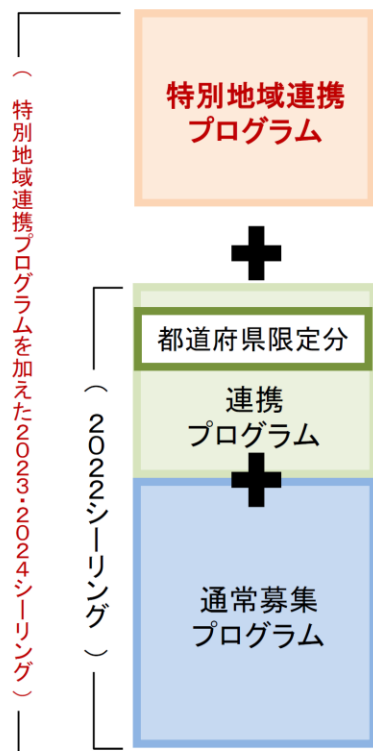 （特別地域連携プログラムを加えた2023・2024シーリング）
（2022シーリング）
特別地域連携
プログラム
都道府県限定分
連携
プログラム
通常募集
プログラム